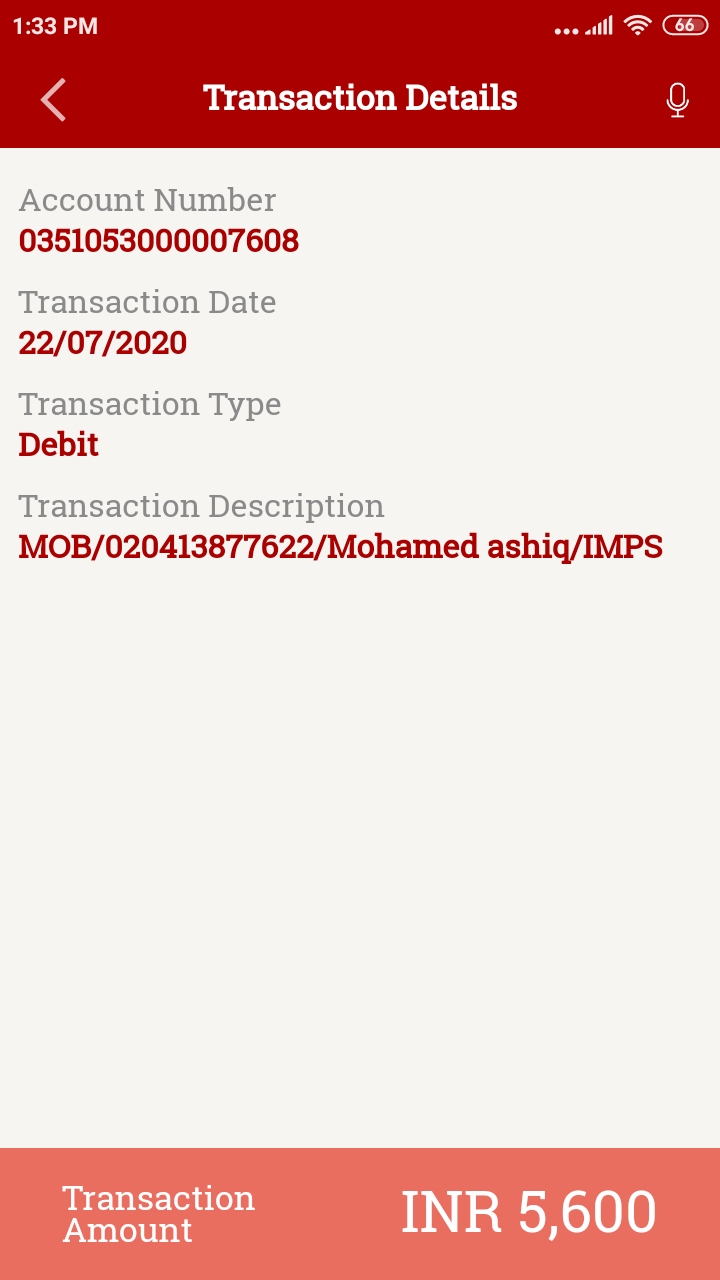 1:33 PM
66
Transaction Details
Account Number
0351053000007608
Transaction Date
22/07/2020
Transaction Type
Debit
Transaction Description
MOB/020413877622/Mohamed ashiq/IMPS
Transaction
Amount
INR 5,600